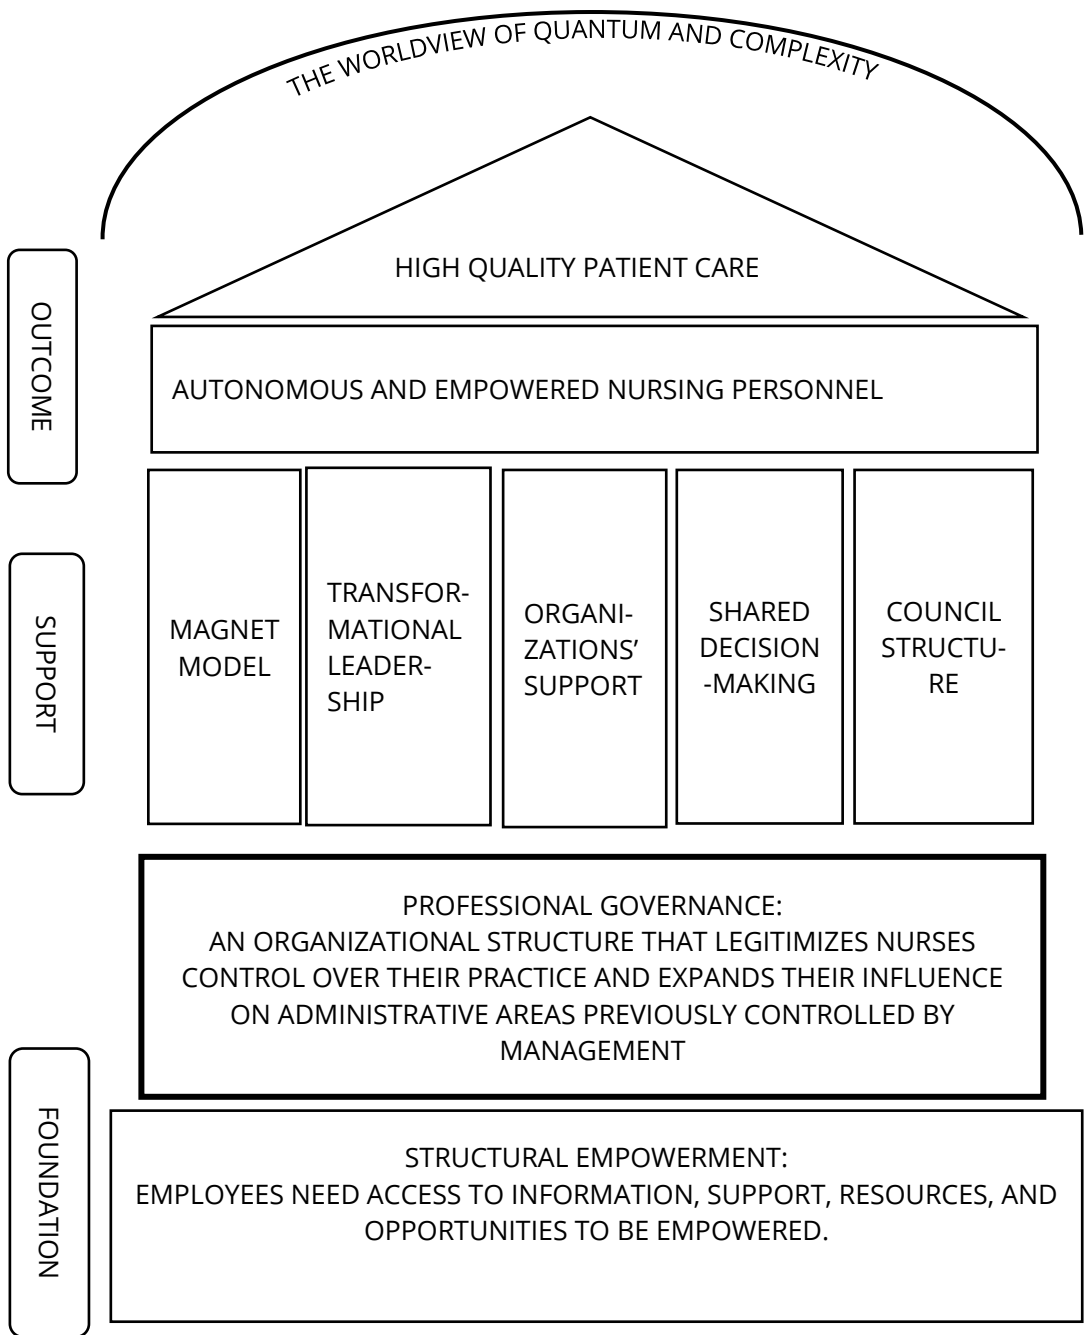 THE WORLDVIEW OF QUANTUM AND COMPLEXITY
HIGH QUALITY PATIENT CARE
OUTCOME
AUTONOMOUS AND EMPOWERED NURSING PERSONNEL
SUPPORT
MAGNET
MODEL
TRANSFOR-
MATIONAL
LEADER-
SHIP
ORGANI-
ZATIONS’
SUPPORT
SHARED
DECISION
-MAKING
COUNCIL
STRUCTU-
RE
PROFESSIONAL GOVERNANCE:
AN ORGANIZATIONAL STRUCTURE THAT LEGITIMIZES NURSES
CONTROL OVER THEIR PRACTICE AND EXPANDS THEIR INFLUENCE
ON ADMINISTRATIVE AREAS PREVIOUSLY CONTROLLED BY
MANAGEMENT
FOUNDATION
STRUCTURAL EMPOWERMENT:
EMPLOYEES NEED ACCESS TO INFORMATION, SUPPORT, RESOURCES, AND
OPPORTUNITIES TO BE EMPOWERED.